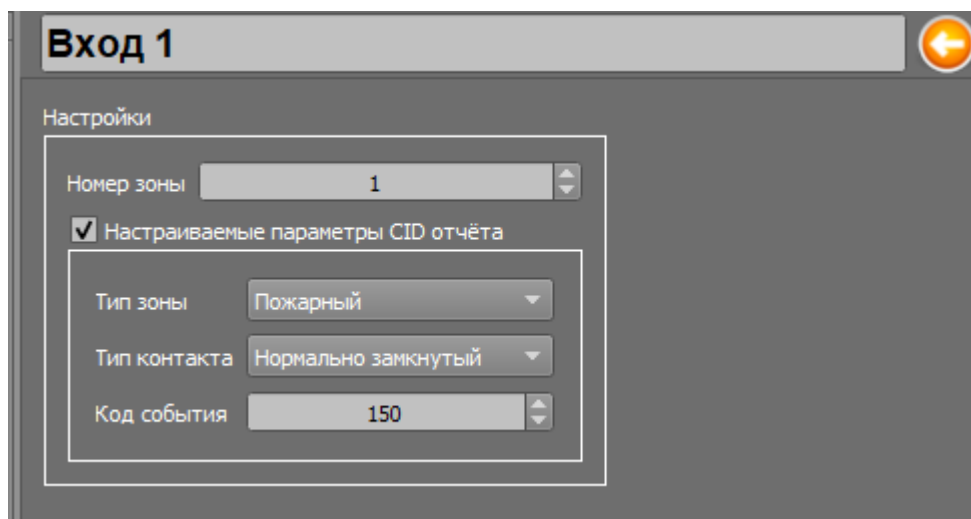 Вход 1
Настройки
Номер зоны 1
Настраиваемые параметры CID отчёта
Тип зоны Пожарный
Тип контакта Нормально замкнутый
Код события 150